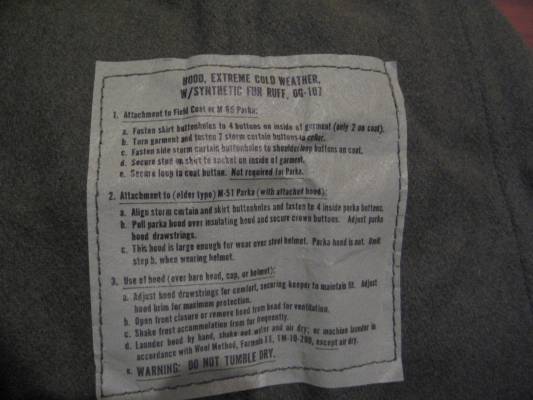 HOOD, EXTREME COLD WEATHER,
W/SYNTHETIC FUR RUFF, OG-107
1. Attachment to Field Coat or M 65 Parka:
a. Fasten skirt buttonholes to 4 buttons on inside of garment (only 2 on coat).
b. Turn garment and fasten 7 storm curtain buttons to collar.
c. Fasten side storm curtain buttonholes to shoulder loop buttons on coat.
d. Secure stud on skirt to socket on inside of garment.
e. Secure loop to coat button. Not required for Parka.
2. Attachment to (older type) M-51 Parka (with attached hood):
a. Align storm curtain and skirt buttonholes and fasten to 4 inside parka buttons.
b. Pull parka hood over insulating hood and secure crown buttons. Adjust parka
hood drawstrings.
c. This hood is large enough for wear over steel helmet. Parka hood is not. Omit
step b. when wearing helmet.
3. Use of hood (over bare head, cap, or helmet):
a. Adjust hood drawstrings for comfort, securing keeper to maintain fit. Adjust
hood brim for maximum protection.
b. Open front closure or remove hood from head for ventilation.
c. Shake frost accumulation from fur frequently.
d. Launder hood by hand, shake out water and air dry; or machine launder in
accordance with Wool Method, Formula II, TM-10-280, except air dry.
e. WARNING: DO NOT TUMBLE DRY.